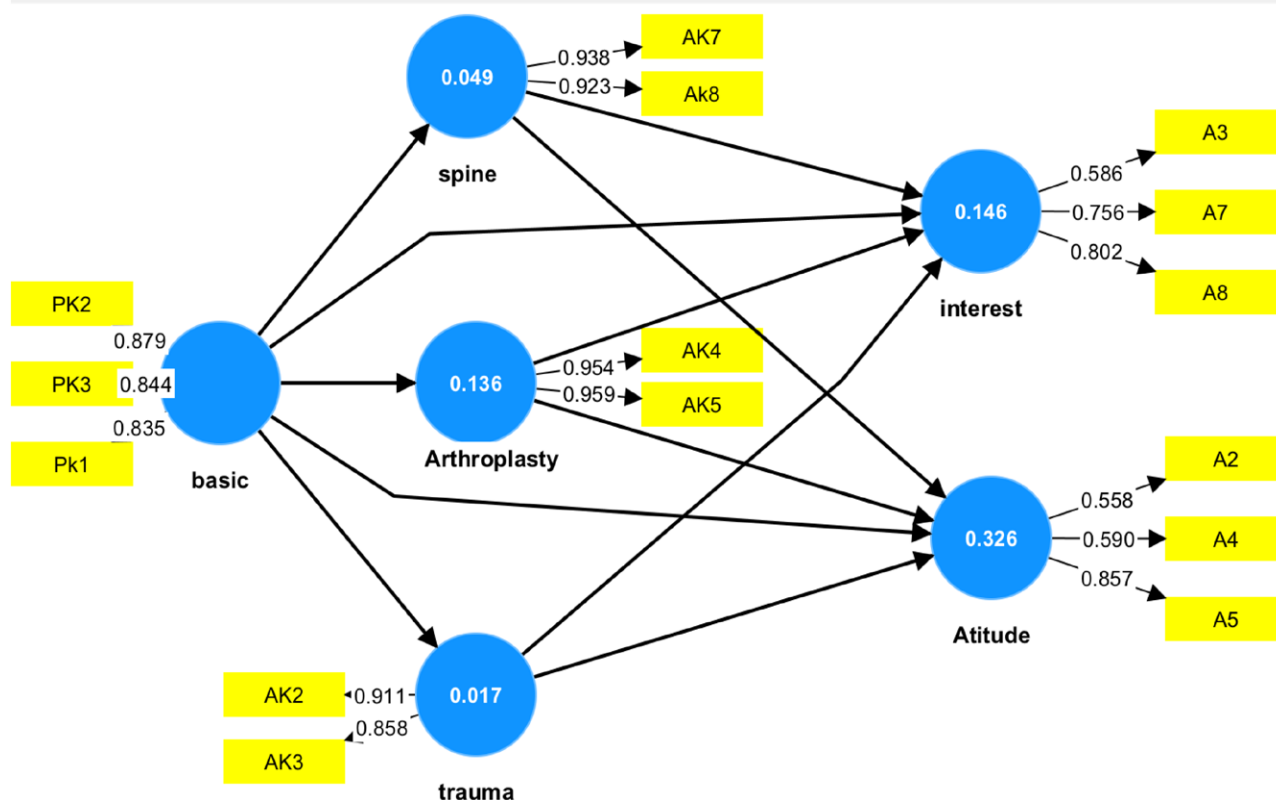 AK7
0.938
0.049
0.923
Ak8
spine
A3
0.586
0.146
0.756
A7
0.802
A8
interest
PK2
0.879
PK3
0.844
0.835
Pk1
basic
0.136
AK4
0.954
0.959
AK5
Arthroplasty
A2
0.558
0.326
0.590
A4
0.857
A5
Atitude
AK2
0.911
0.017
0.858
AK3
trauma